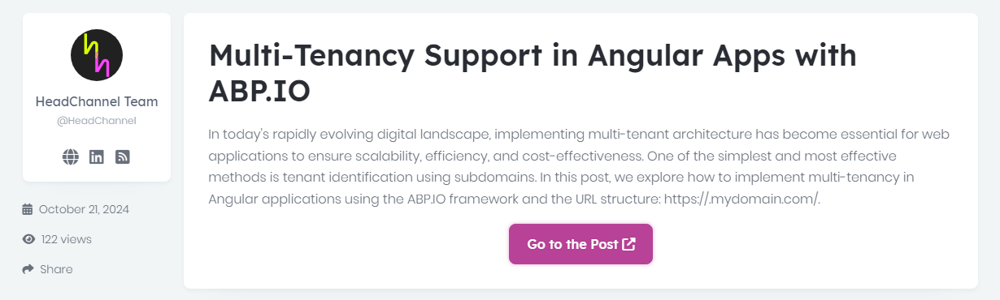 HeadChannel Team
@HeadChannel
October 21, 2024
122 views
Share
Multi-Tenancy Support in Angular Apps with
ABP.IO
In today's rapidly evolving digital landscape, implementing multi-tenant architecture has become essential for web
applications to ensure scalability, efficiency, and cost-effectiveness. One of the simplest and most effective
methods is tenant identification using subdomains. In this post, we explore how to implement multi-tenancy in
Angular applications using the ABP.IO framework and the URL structure: https://.mydomain.com/.
Go to the Post